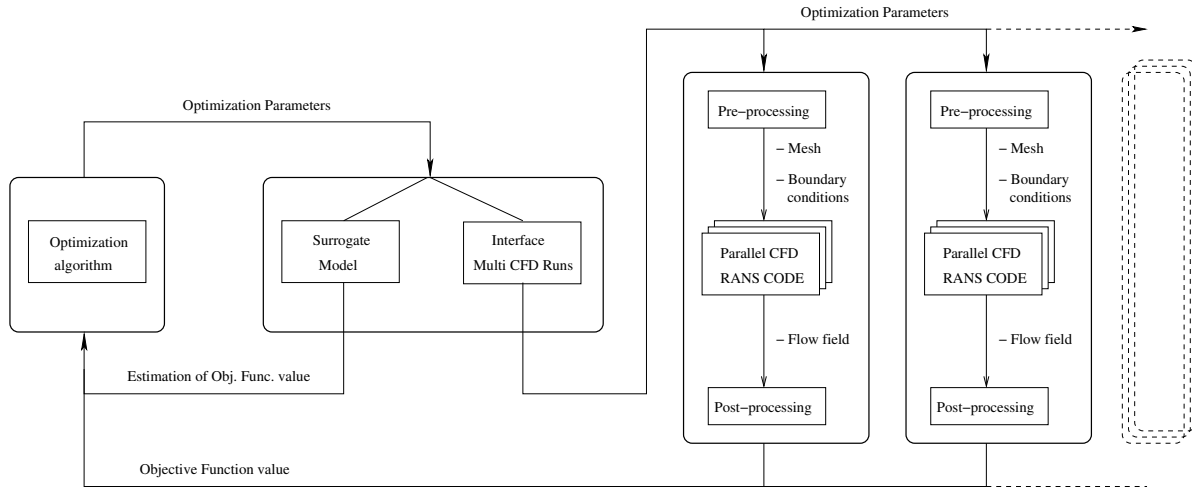 Optimization Parameters
Optimization Parameters
Optimization
algorithm
Surrogate
Model
Interface
Multi CFD Runs
Estimation of Obj. Func. value
Objective Function value
Pre−processing
− Mesh
− Boundary
conditions
Parallel CFD
RANS CODE
− Flow field
Post−processing
Pre−processing
− Mesh
− Boundary
conditions
Parallel CFD
RANS CODE
− Flow field
Post−processing